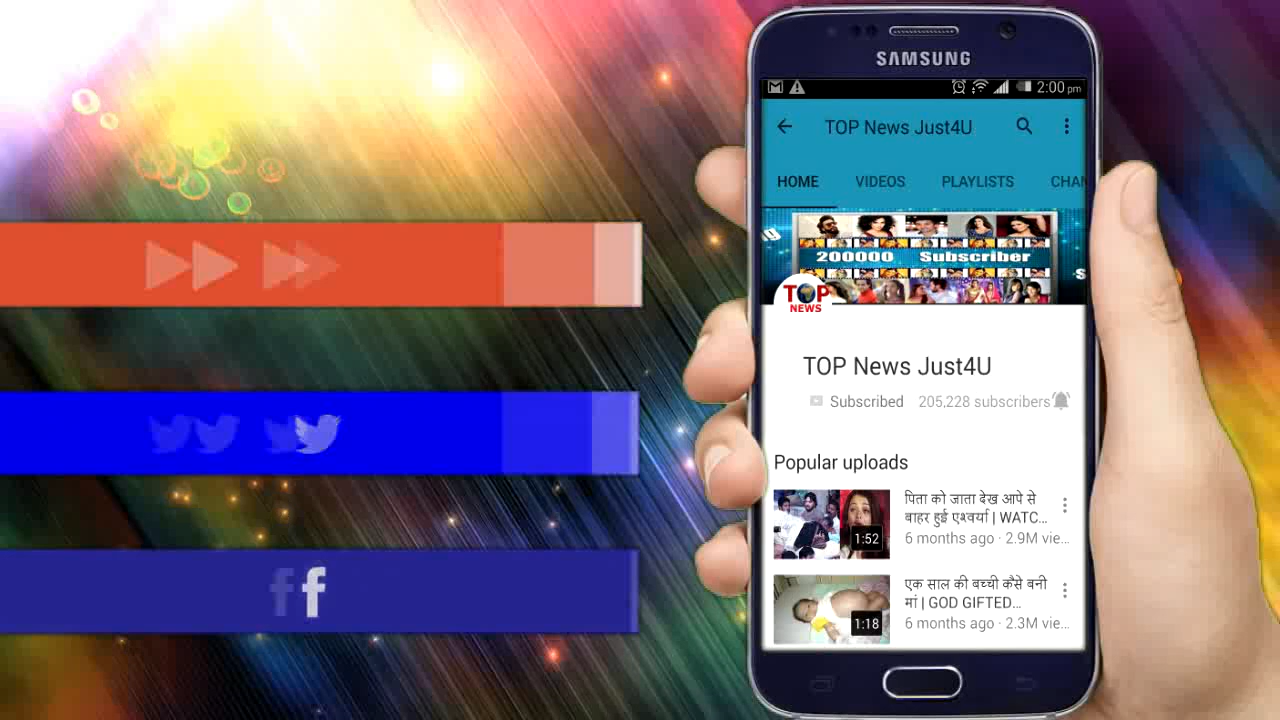 SAMSUNG
2:00 pm
TOP News Just4U
HOME VIDEOS PLAYLISTS CHAN
200000 Subscriber
TOP
NEWS
TOP News Just4U
Subscribed 205,228 subscribers
Popular uploads
पिता को जाता देख आपे से
बाहर हुई एश्वर्या | WATC...
1:52
6 months ago · 2.9M vie...
एक साल की बच्ची कैसे बनी
मां | GOD GIFTED...
1:18
6 months ago · 2.3M vie...